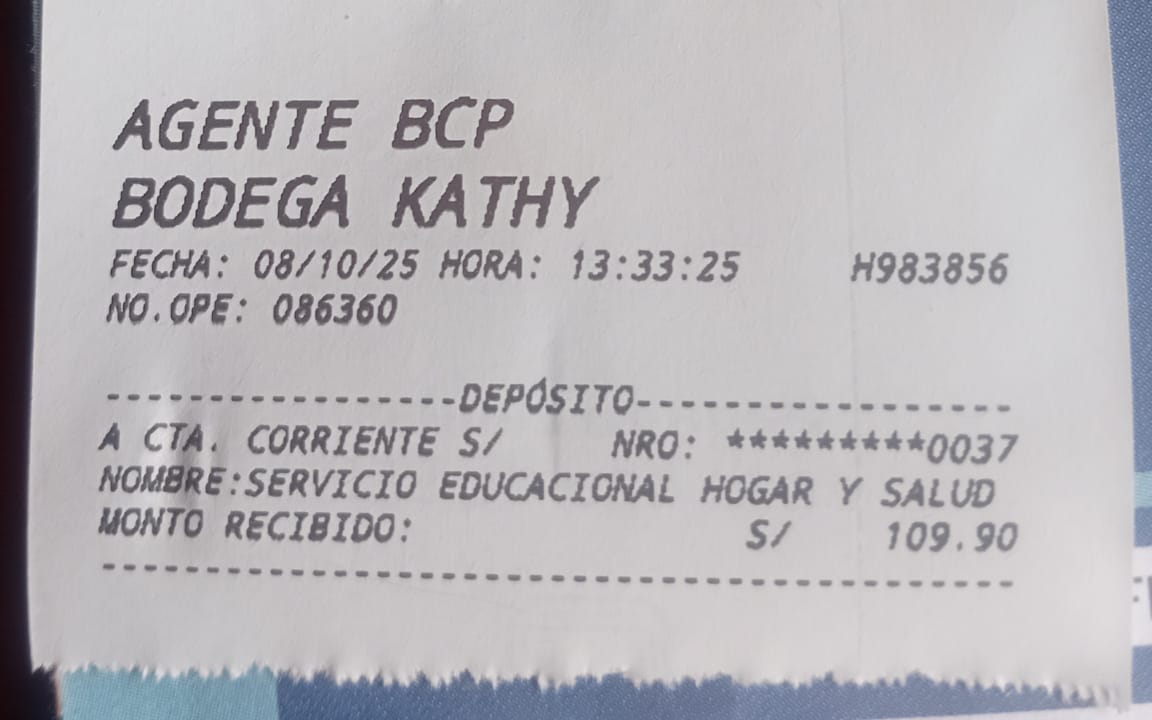 AGENTE BCP
BODEGA KATHY
FECHA: 08/10/25 HORA: 13:33:25 H983856
NO.OPE: 086360
-----------------DEPÓSITO------------------
A CTA. CORRIENTE S/ NRO: *********0037
NOMBRE:SERVICIO EDUCACIONAL HOGAR Y SALUD
MONTO RECIBIDO: S/ 109.90
--------------------------------------------